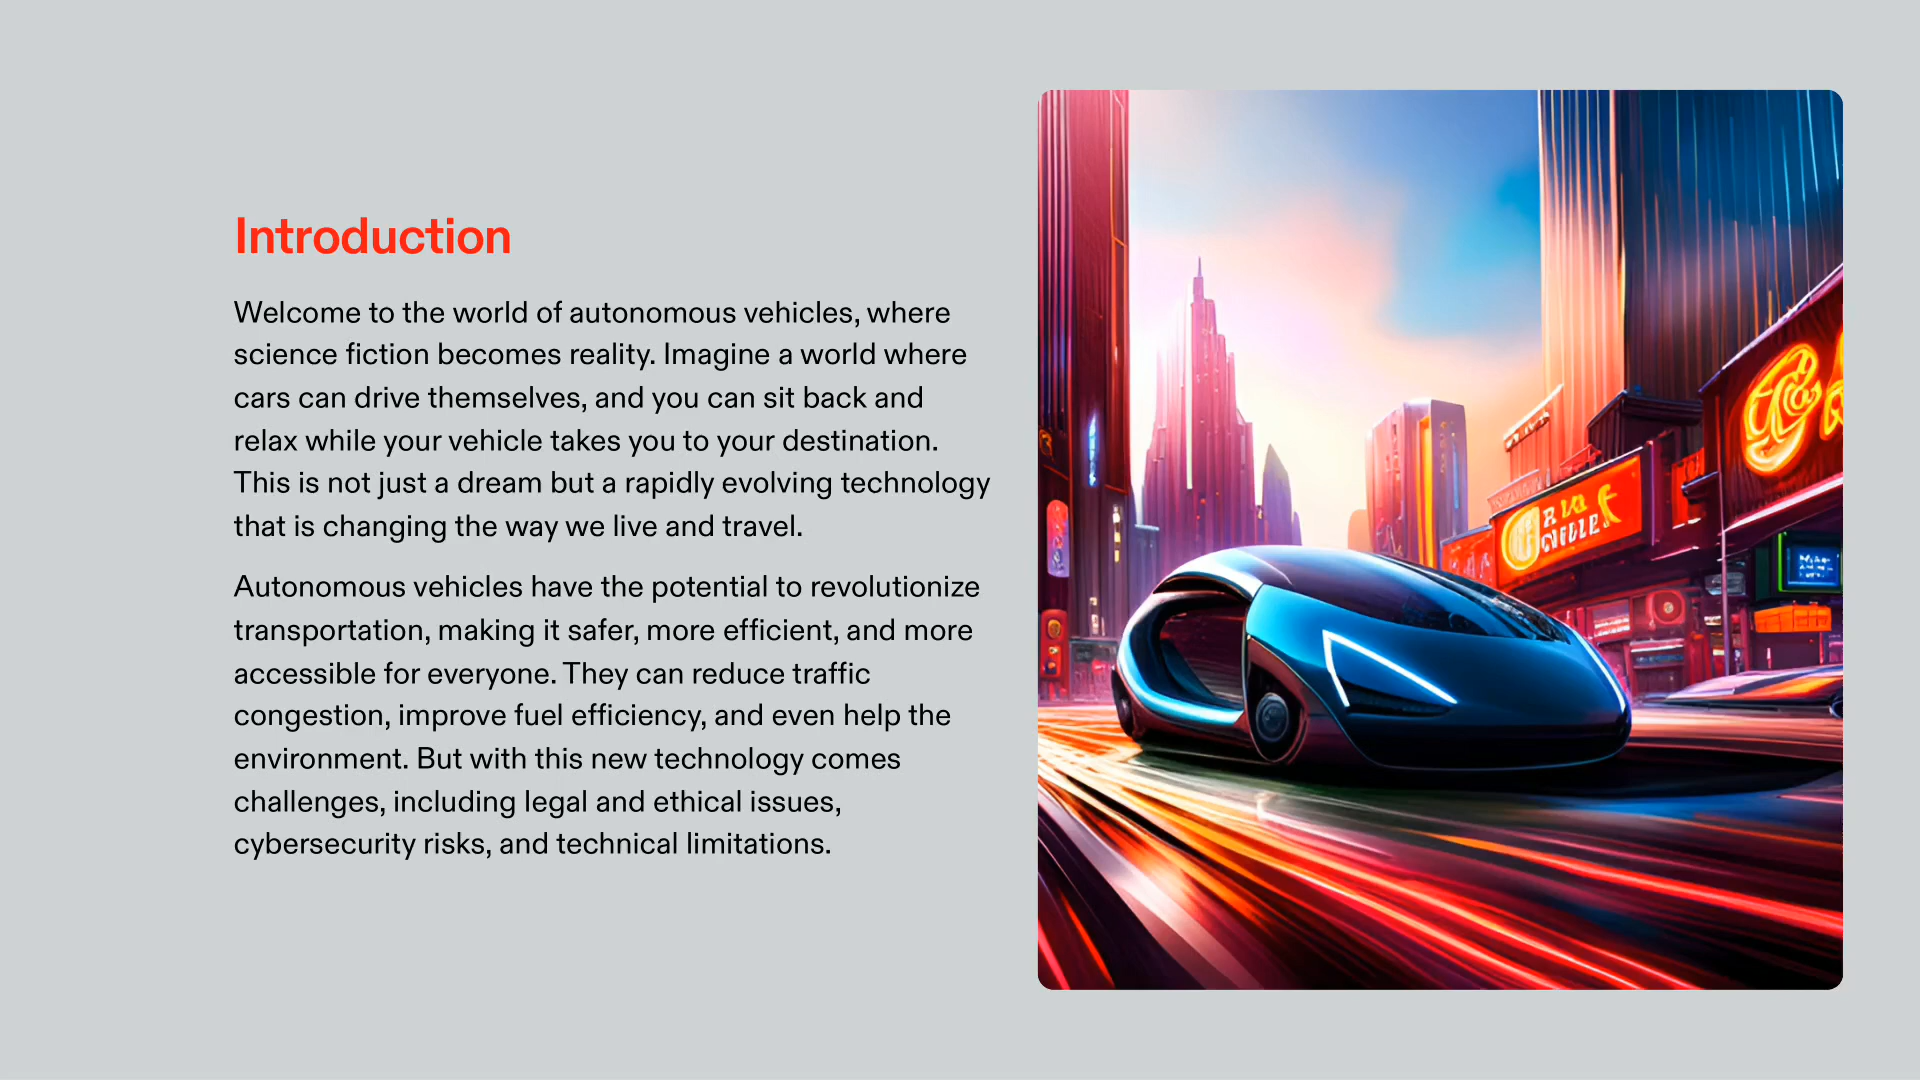 Introduction
Welcome to the world of autonomous vehicles, where
science fiction becomes reality. Imagine a world where
cars can drive themselves, and you can sit back and
relax while your vehicle takes you to your destination.
This is not just a dream but a rapidly evolving technology
that is changing the way we live and travel.
Autonomous vehicles have the potential to revolutionize
transportation, making it safer, more efficient, and more
accessible for everyone. They can reduce traffic
congestion, improve fuel efficiency, and even help the
environment. But with this new technology comes
challenges, including legal and ethical issues,
cybersecurity risks, and technical limitations.